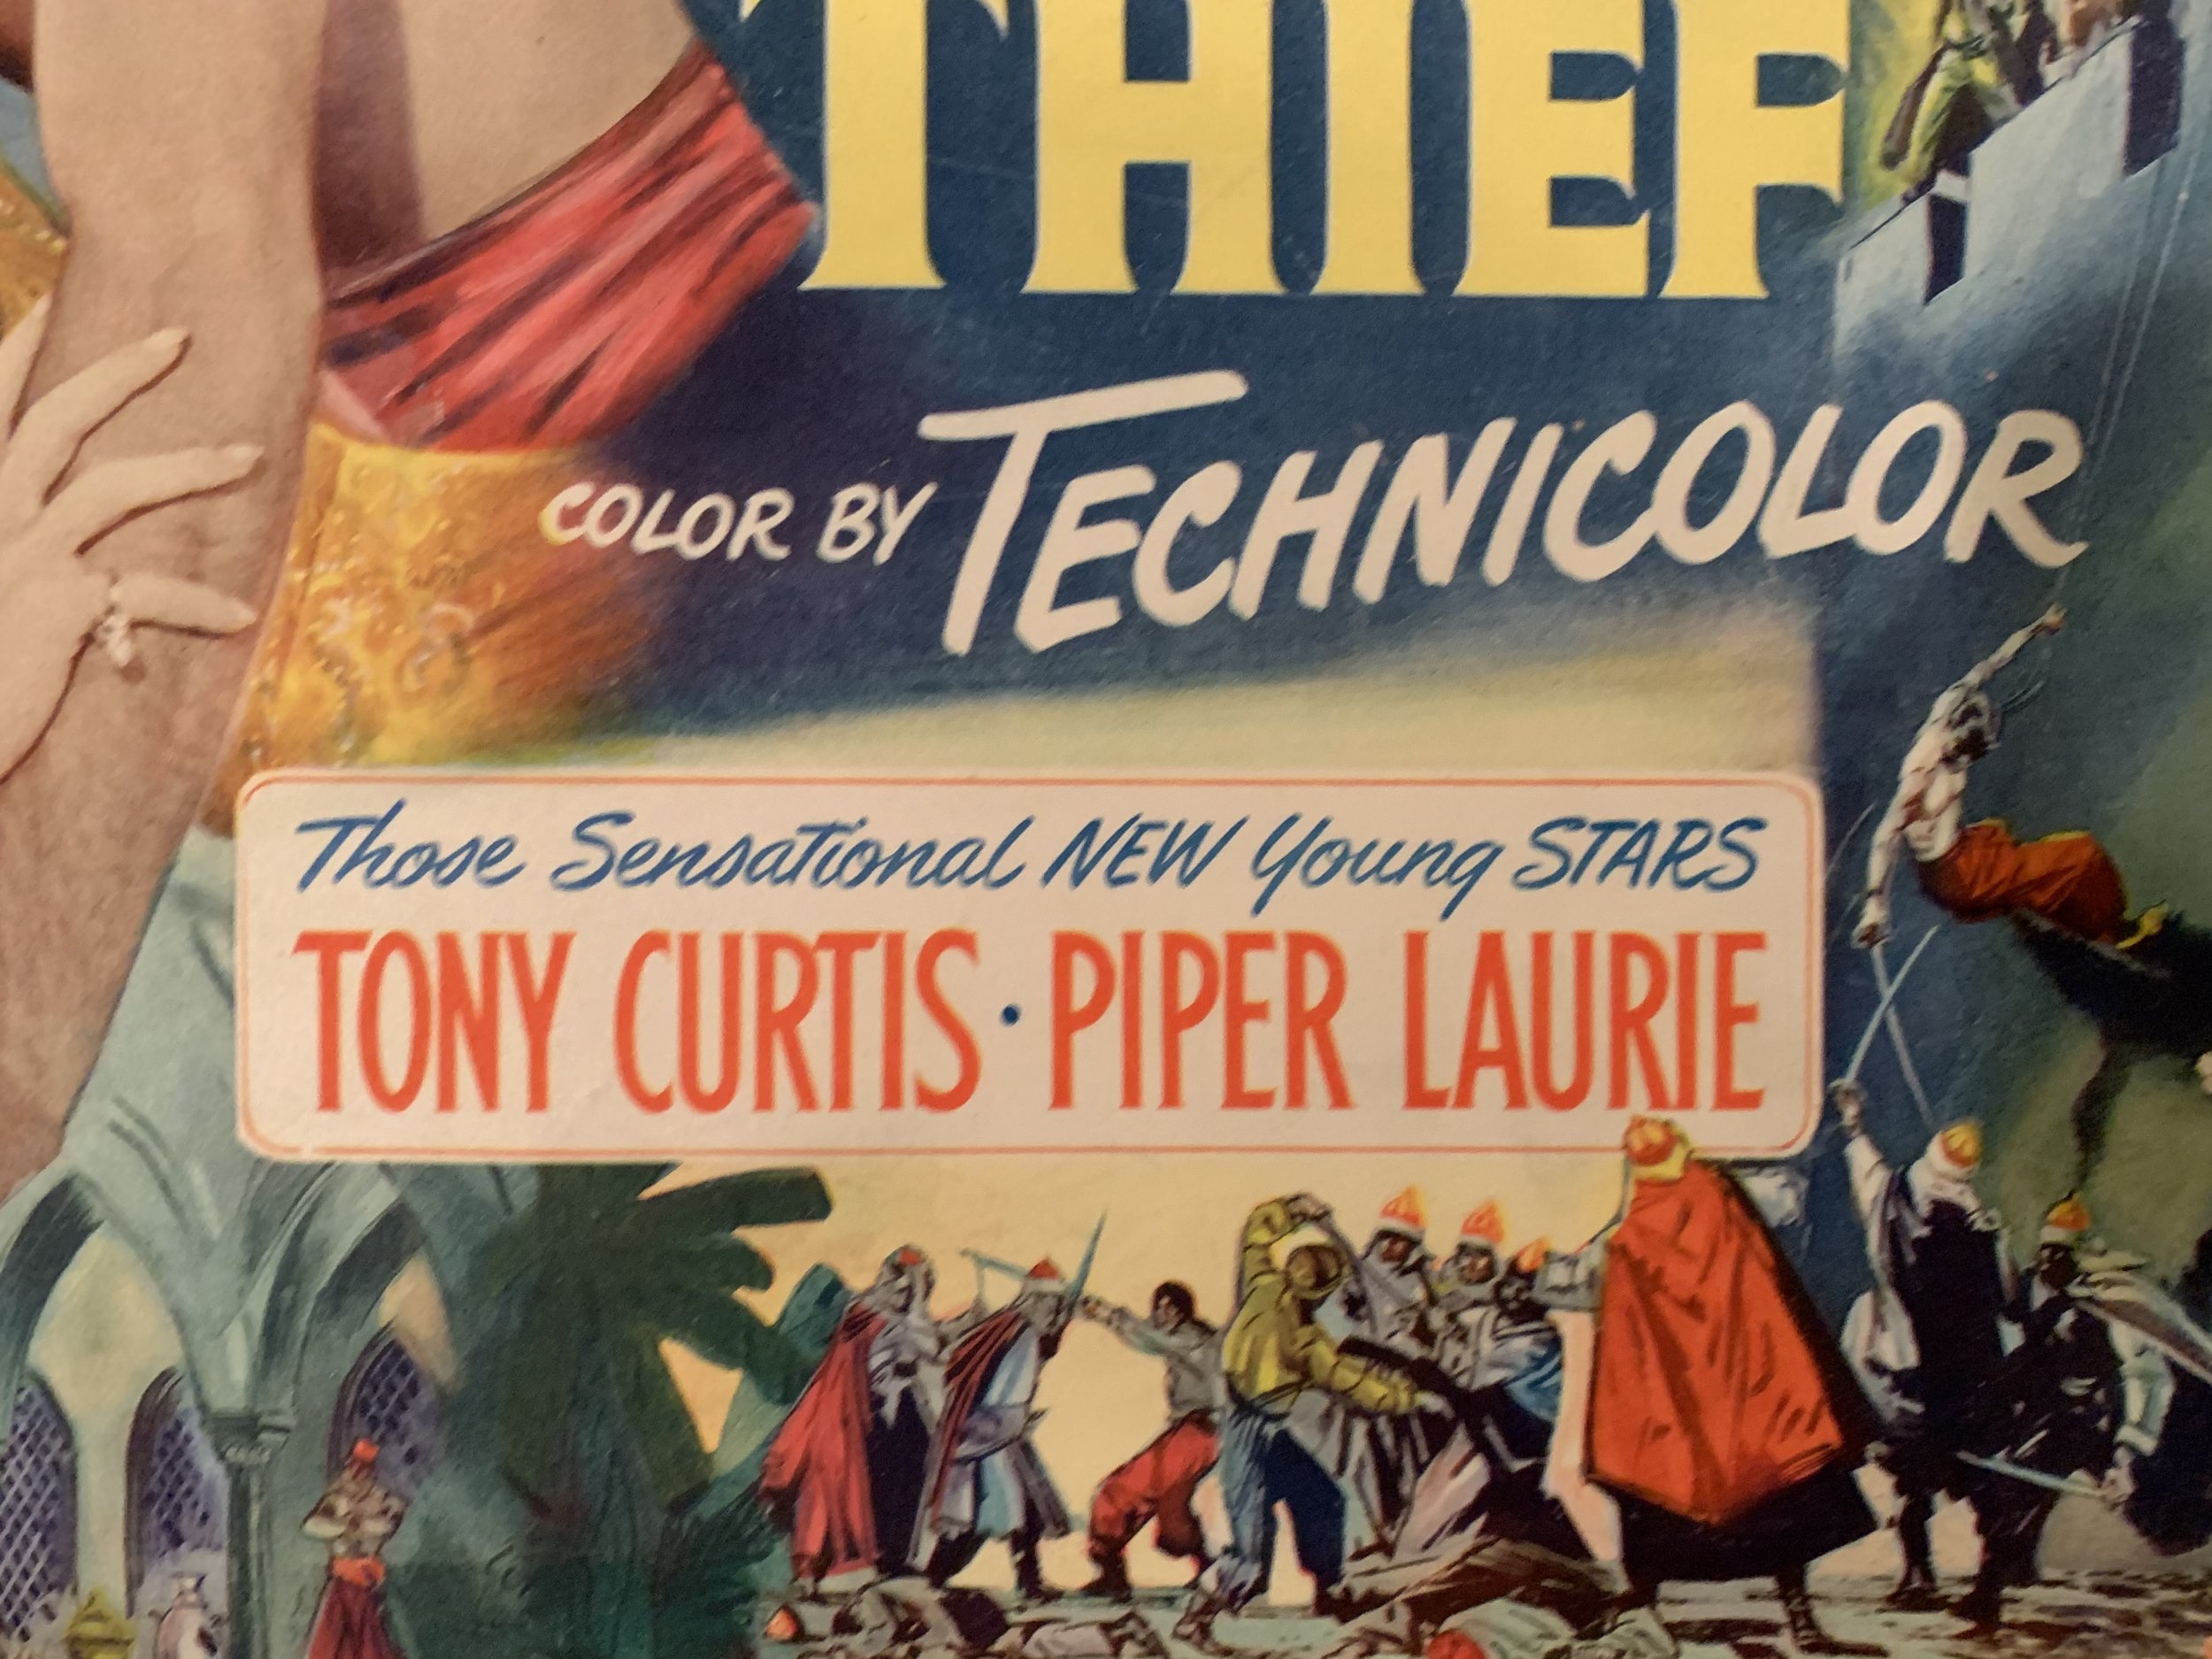 THIEF
COLOR BY TECHNICOLOR
Those Sensational NEW Young STARS
TONY CURTIS · PIPER LAURIE